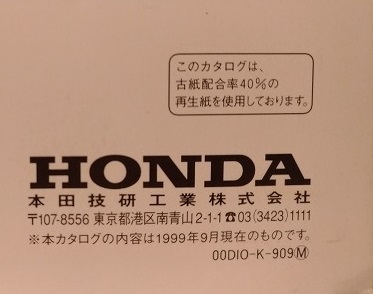 このカタログは、
古紙配合率40%の
再生紙を使用しております。
HONDA
本田技研工業株式会社
〒107-8556 東京都港区南青山2-1-1 ☎03(3423)1111
※本カタログの内容は1999年9月現在のものです。
00DIO-K-909Ⓜ